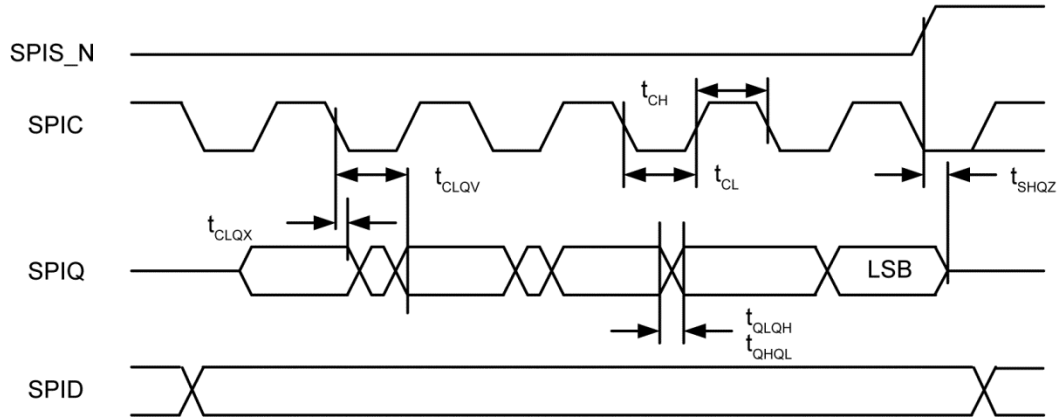 SPIS_N
SPIC
t_CH
t_CL
t_CLQV
t_SHQZ
t_CLQX
SPIQ
LSB
t_QLQH
t_QHQL
SPID